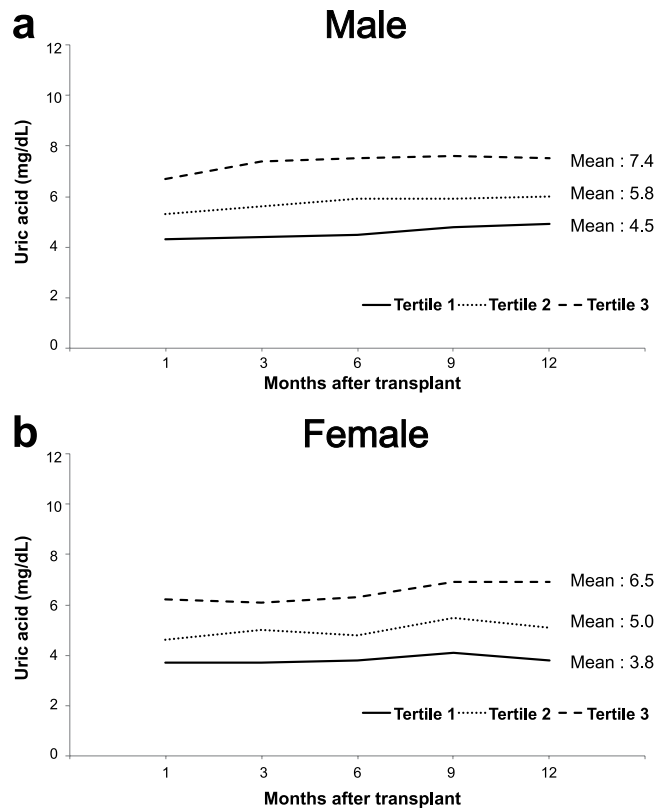 a
Male
Uric acid (mg/dL)
12
10
8
6
4
2
0
Mean : 7.4
Mean : 5.8
Mean : 4.5
Tertile 1 Tertile 2 Tertile 3
1 3 6 9 12
Months after transplant
b
Female
Uric acid (mg/dL)
12
10
8
6
4
2
0
Mean : 6.5
Mean : 5.0
Mean : 3.8
Tertile 1 Tertile 2 Tertile 3
1 3 6 9 12
Months after transplant